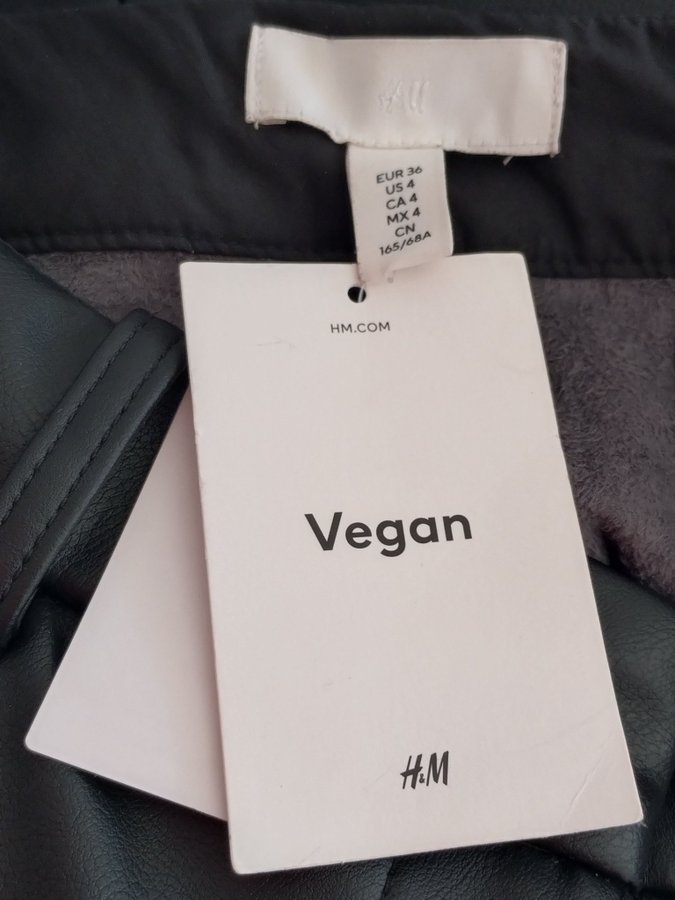 H&M
EUR 36
US 4
CA 4
MX 4
CN
165/68A
HM.COM
Vegan
H&M